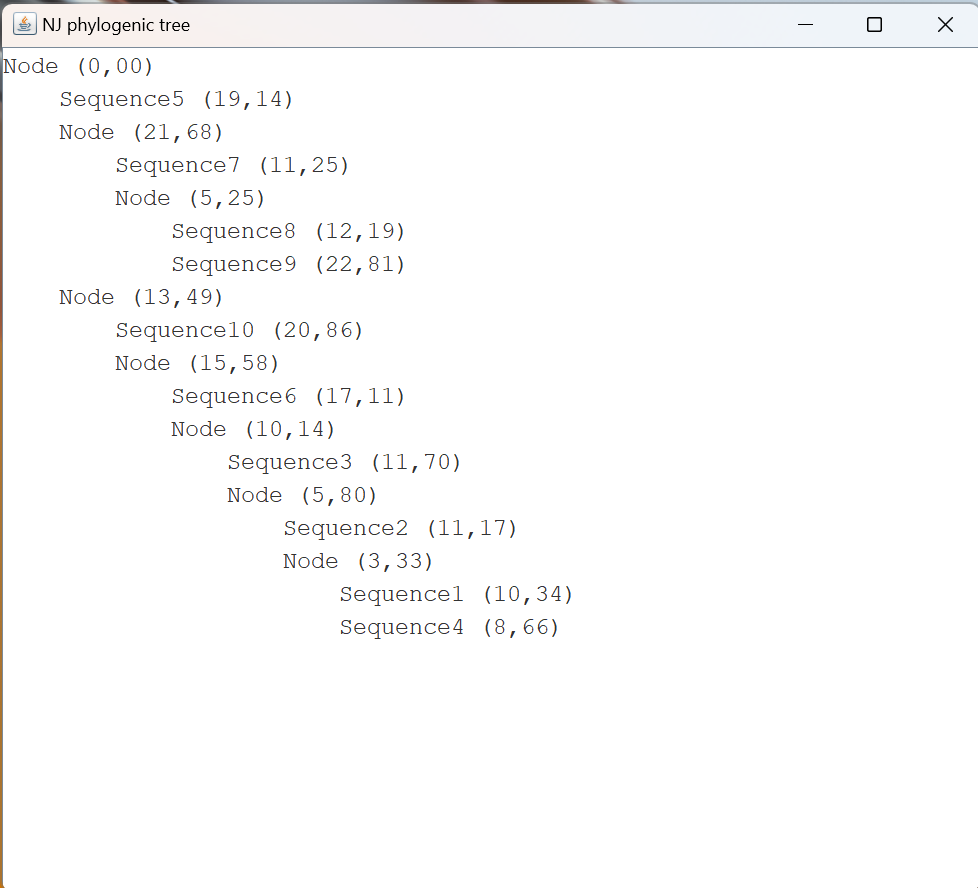 NJ phylogenic tree
Node (0,00)
Sequence5 (19,14)
Node (21,68)
Sequence7 (11,25)
Node (5,25)
Sequence8 (12,19)
Sequence9 (22,81)
Node (13,49)
Sequence10 (20,86)
Node (15,58)
Sequence6 (17,11)
Node (10,14)
Sequence3 (11,70)
Node (5,80)
Sequence2 (11,17)
Node (3,33)
Sequence1 (10,34)
Sequence4 (8,66)